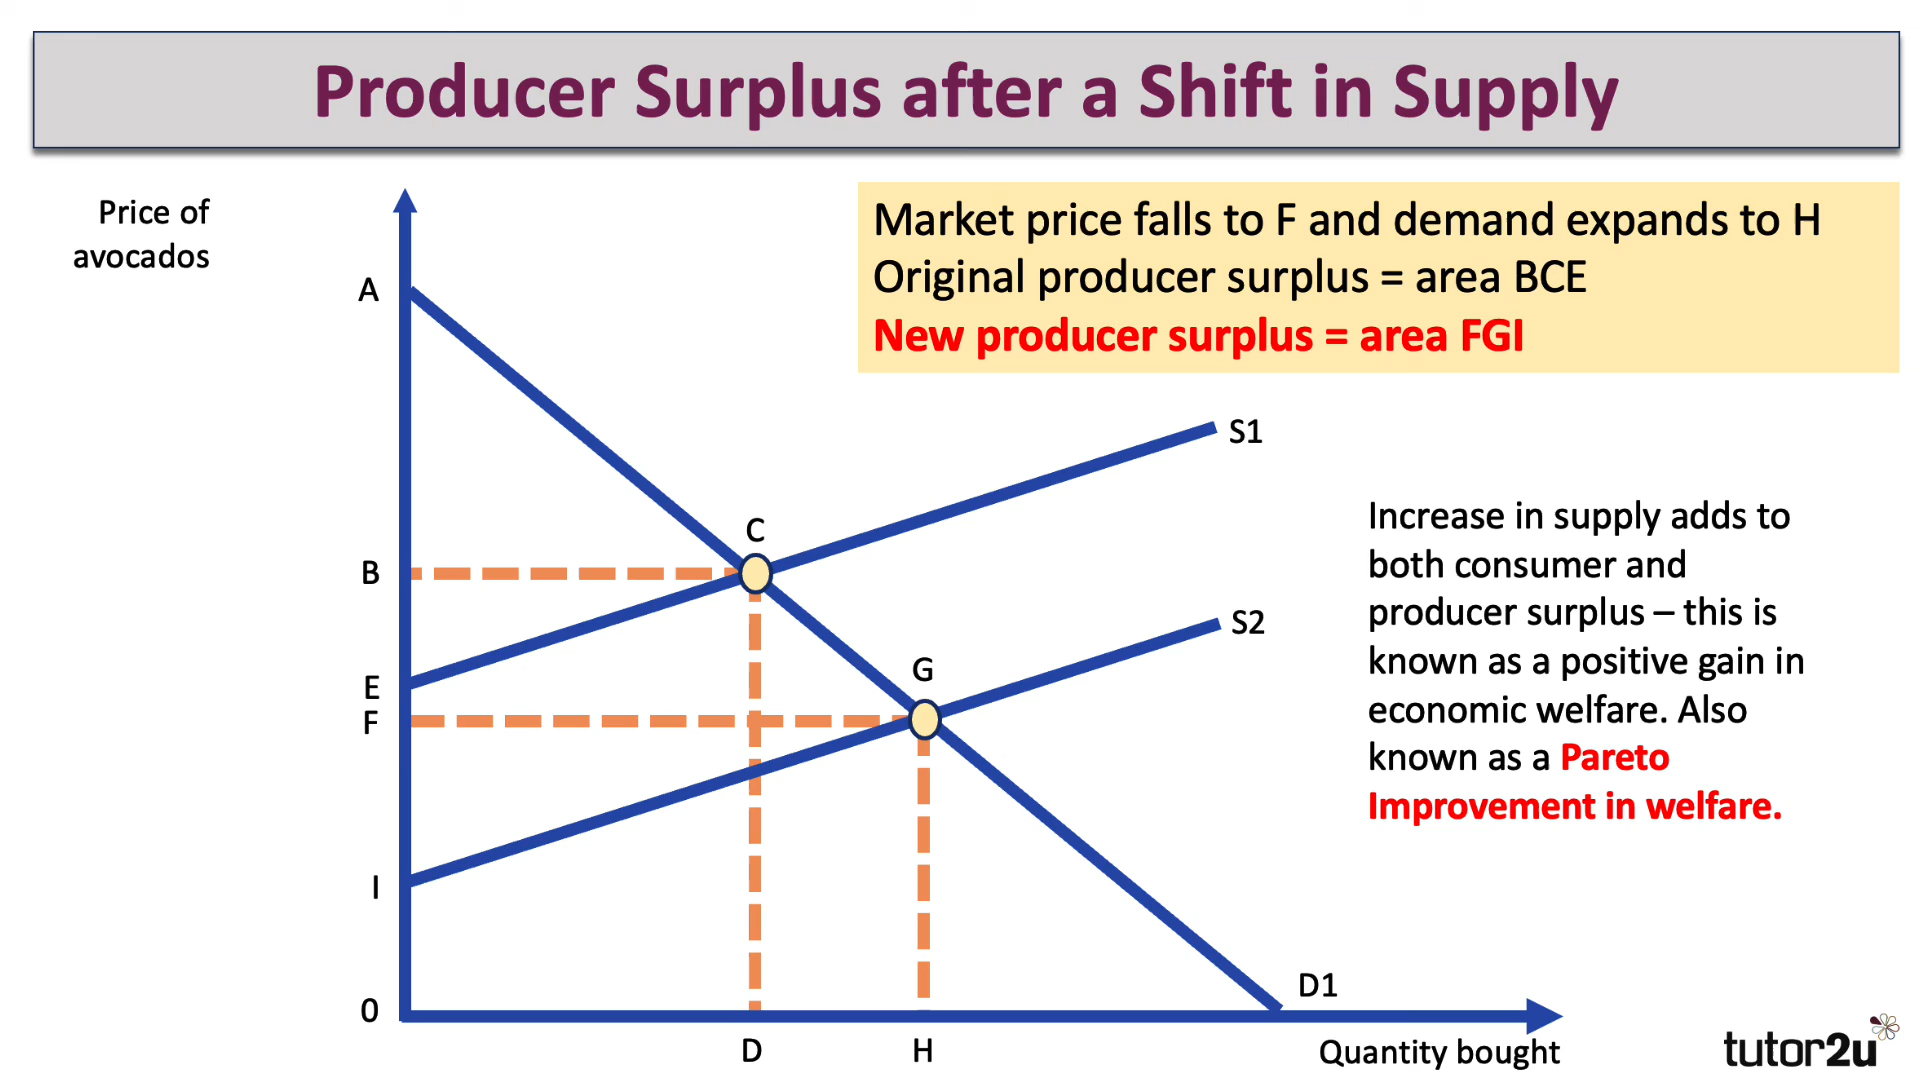 Producer Surplus after a Shift in Supply
Price of
avocados
Market price falls to F and demand expands to H
Original producer surplus = area BCE
New producer surplus = area FGI
A
S1
C
B
Increase in supply adds to
both consumer and
producer surplus – this is
known as a positive gain in
economic welfare. Also
known as a Pareto
Improvement in welfare.
S2
G
E
F
I
D1
0
D
H
Quantity bought
tutor2u